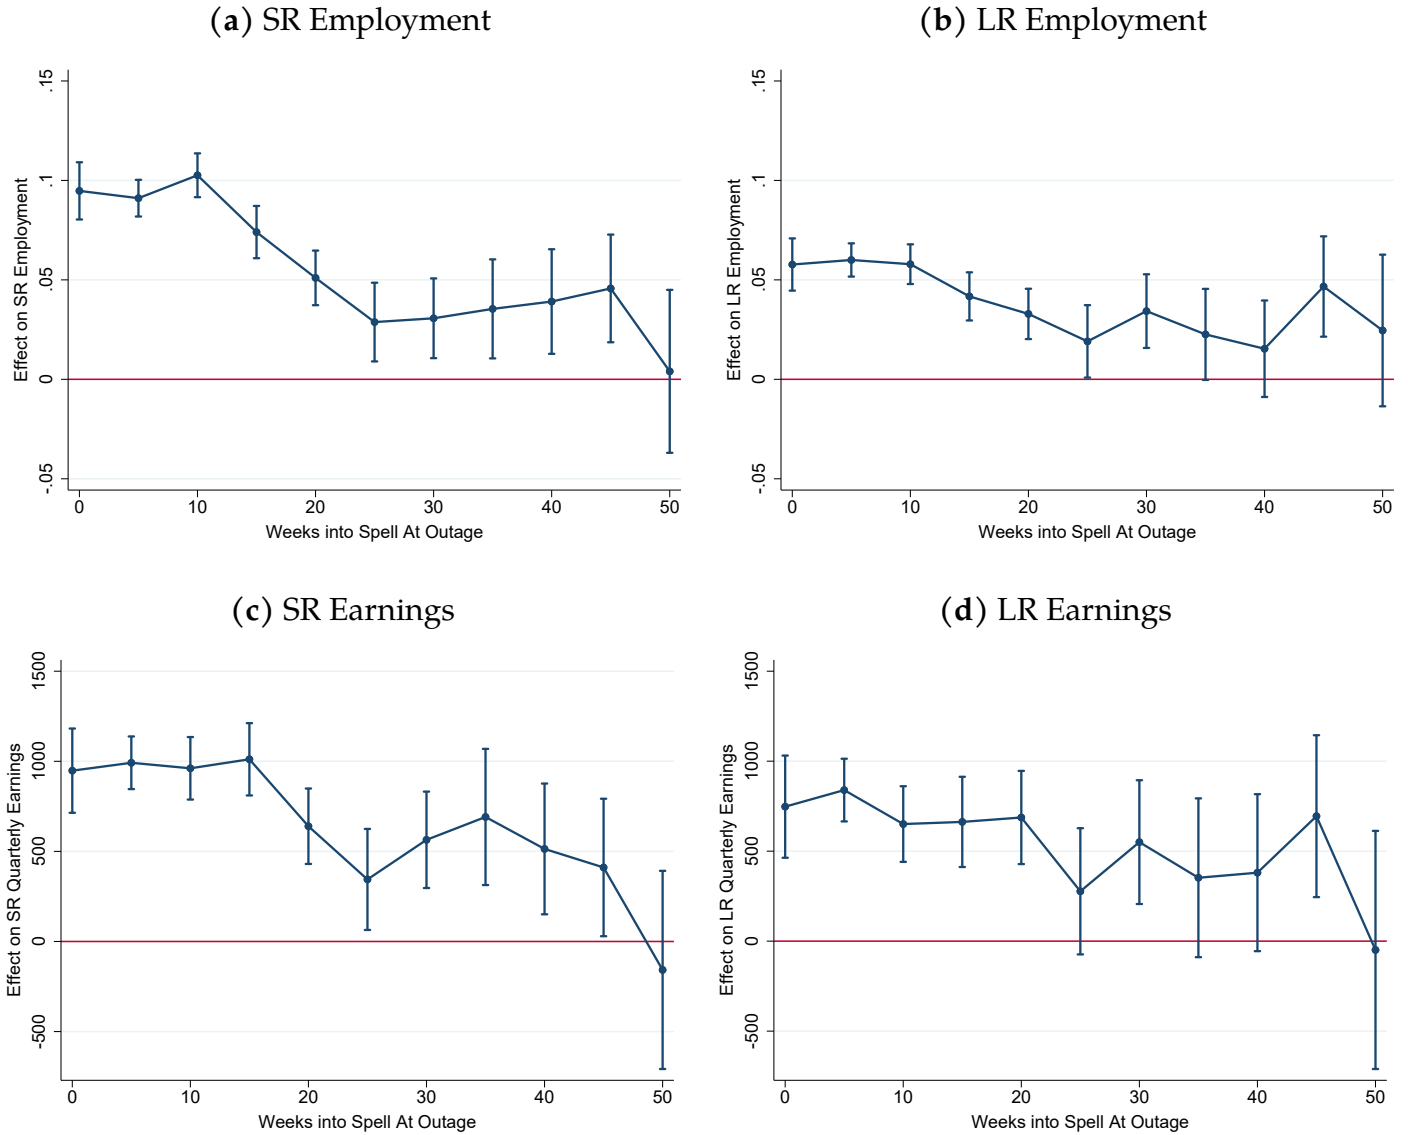 (a) SR Employment
Effect on SR Employment
.15
.1
.05
0
-.05
0 10 20 30 40 50
Weeks into Spell At Outage
(b) LR Employment
Effect on LR Employment
.15
.1
.05
0
-.05
0 10 20 30 40 50
Weeks into Spell At Outage
(c) SR Earnings
Effect on SR Quarterly Earnings
1500
1000
500
0
-500
0 10 20 30 40 50
Weeks into Spell At Outage
(d) LR Earnings
Effect on LR Quarterly Earnings
1500
1000
500
0
-500
0 10 20 30 40 50
Weeks into Spell At Outage